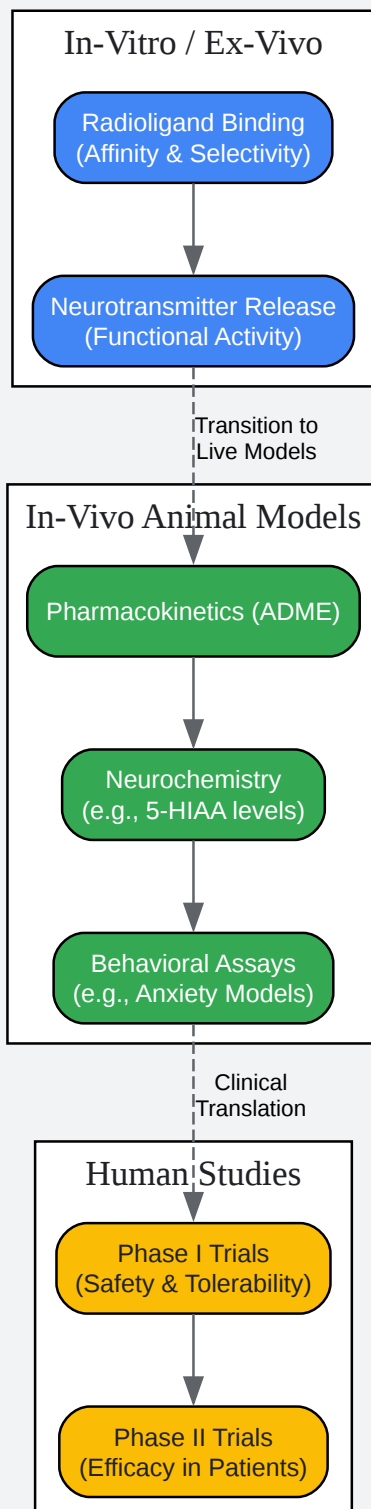 In-Vitro / Ex-Vivo
Radioligand Binding
(Affinity & Selectivity)
Neurotransmitter Release
(Functional Activity)
Transition to
Live Models
In-Vivo Animal Models
Pharmacokinetics (ADME)
Neurochemistry
(e.g., 5-HIAA levels)
Behavioral Assays
(e.g., Anxiety Models)
Clinical
Translation
Human Studies
Phase I Trials
(Safety & Tolerability)
Phase II Trials
(Efficacy in Patients)